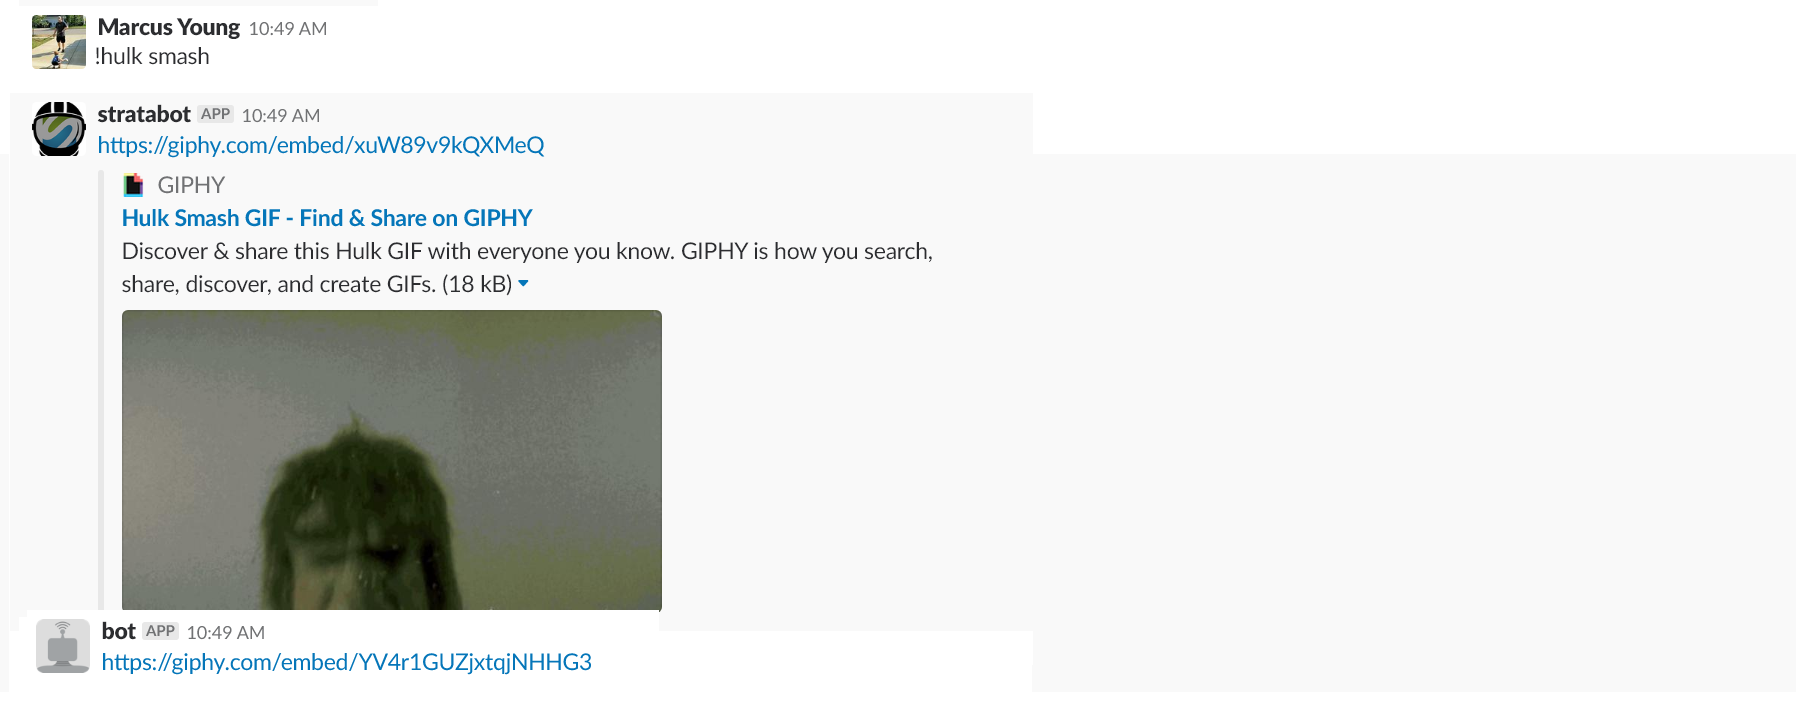 Marcus Young 10:49 AM
!hulk smash
stratabot APP 10:49 AM
https://giphy.com/embed/xuW89v9kQXMeQ
GIPHY
Hulk Smash GIF - Find & Share on GIPHY
Discover & share this Hulk GIF with everyone you know. GIPHY is how you search,
share, discover, and create GIFs. (18 kB)
bot APP 10:49 AM
https://giphy.com/embed/YV4r1GUZjxtqjNHHG3